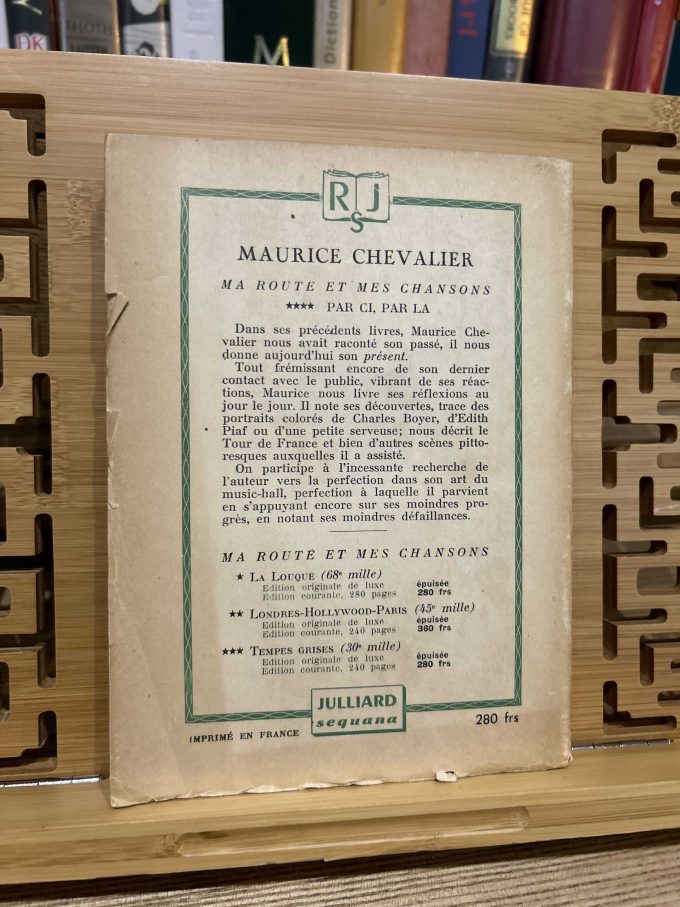 DK
THOTH
M
Dictionn
Art
R S J
MAURICE CHEVALIER
MA ROUTE ET MES CHANSONS
★★★★ PAR CI, PAR LA
Dans ses précédents livres, Maurice Che-
valier nous avait raconté son passé, il nous
donne aujourd'hui son présent.
Tout frémissant encore de son dernier
contact avec le public, vibrant de ses réac-
tions, Maurice nous livre ses réflexions au
jour le jour. Il note ses découvertes, trace des
portraits colorés de Charles Boyer, d'Edith
Piaf ou d'une petite serveuse; nous décrit le
Tour de France et bien d'autres scènes pitto-
resques auxquelles il a assisté.
On participe à l'incessante recherche de
l'auteur vers la perfection dans son art du
music-hall, perfection à laquelle il parvient
en s'appuyant encore sur ses moindres pro-
grès, en notant ses moindres défaillances.
MA ROUTE ET MES CHANSONS
★ LA LOUQUE (68e mille)
Edition originale de luxe épuisée
Edition courante, 280 pages 280 frs
★★ LONDRES-HOLLYWOOD-PARIS (45e mille)
Edition originale de luxe épuisée
Edition courante, 240 pages 360 frs
★★★ TEMPES GRISES (30e mille)
Edition originale de luxe épuisée
Edition courante, 240 pages 280 frs
JULLIARD
sequana
IMPRIMÉ EN FRANCE
280 frs